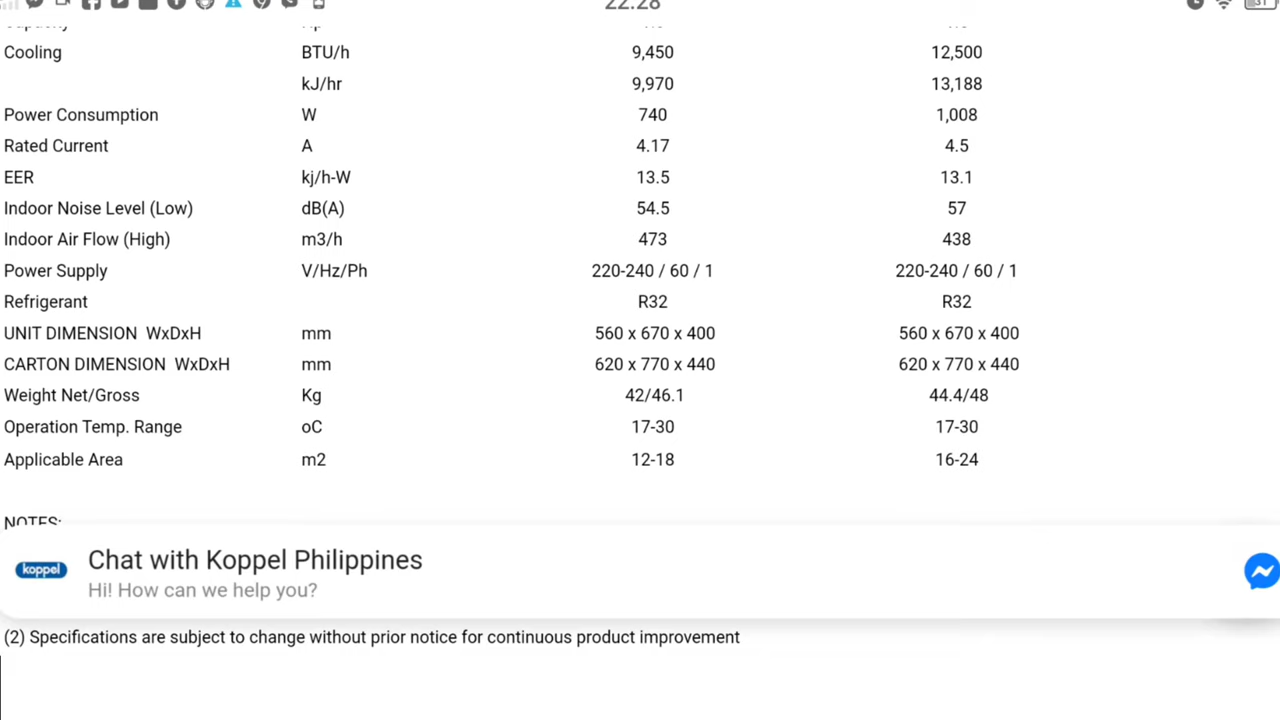 22:28
31
Cooling BTU/h 9,450 12,500
kJ/hr 9,970 13,188
Power Consumption W 740 1,008
Rated Current A 4.17 4.5
EER kj/h-W 13.5 13.1
Indoor Noise Level (Low) dB(A) 54.5 57
Indoor Air Flow (High) m3/h 473 438
Power Supply V/Hz/Ph 220-240 / 60 / 1 220-240 / 60 / 1
Refrigerant R32 R32
UNIT DIMENSION WxDxH mm 560 x 670 x 400 560 x 670 x 400
CARTON DIMENSION WxDxH mm 620 x 770 x 440 620 x 770 x 440
Weight Net/Gross Kg 42/46.1 44.4/48
Operation Temp. Range oC 17-30 17-30
Applicable Area m2 12-18 16-24
NOTES:
koppel
Chat with Koppel Philippines
Hi! How can we help you?
(2) Specifications are subject to change without prior notice for continuous product improvement